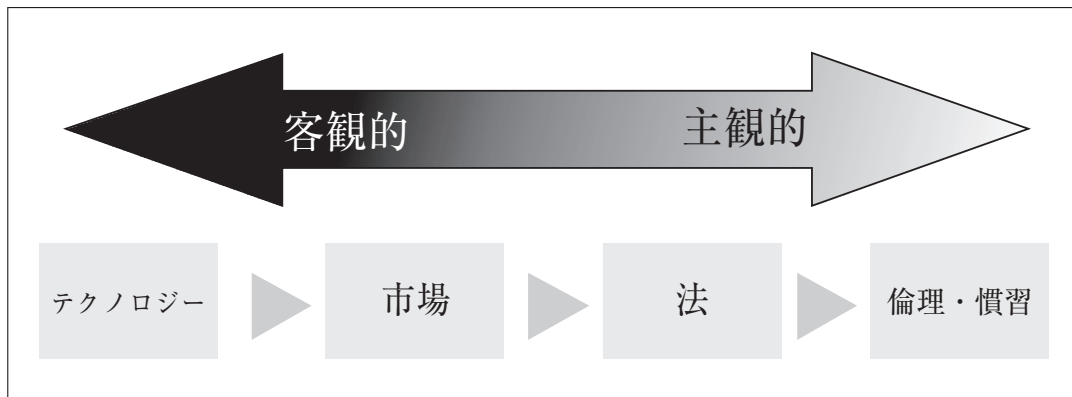 客観的
主観的
テクノロジー
市場
法
倫理・慣習